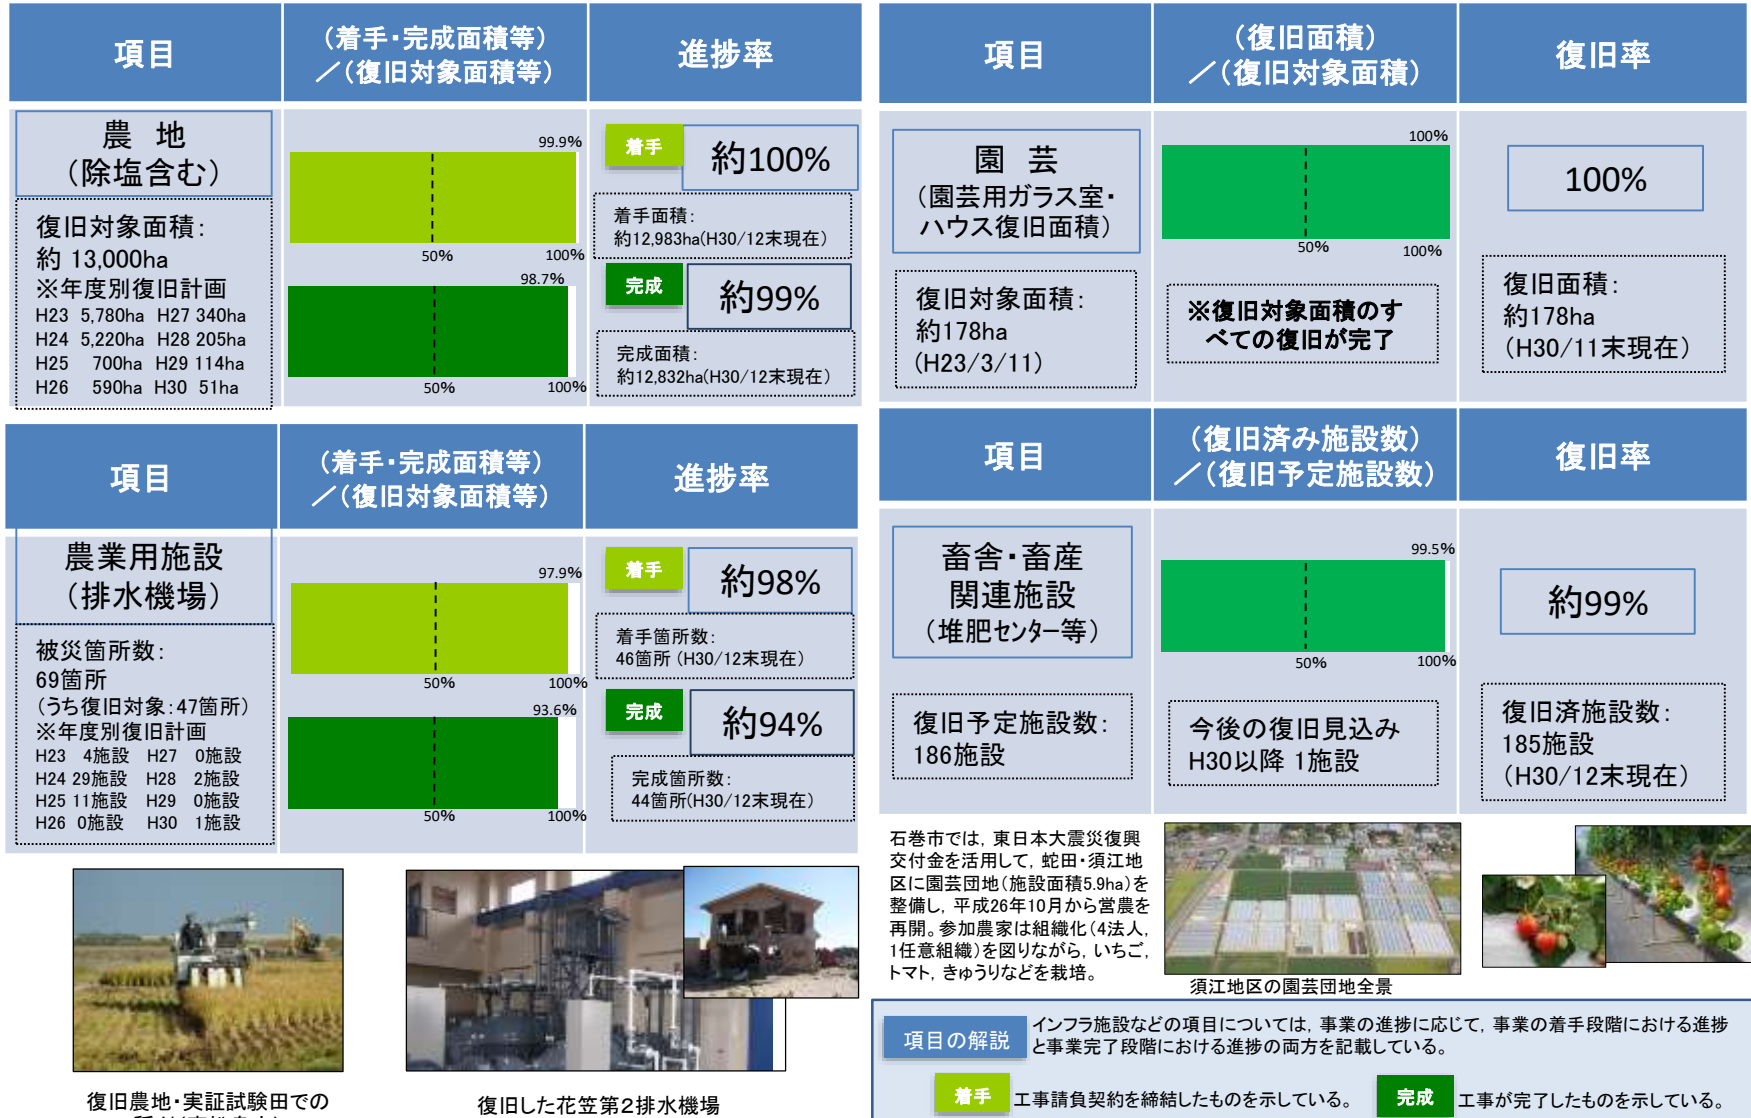 項目
（着手・完成面積等）
／（復旧対象面積等）
進捗率
農 地
（除塩含む）
復旧対象面積：
約 13,000ha
※年度別復旧計画
H23 5,780ha H27 340ha
H24 5,220ha H28 205ha
H25 700ha H29 114ha
H26 590ha H30 51ha
99.9%
50%
100%
98.7%
50%
100%
着手
約100%
着手面積：
約12,983ha(H30/12末現在）
完成
約99%
完成面積：
約12,832ha(H30/12末現在）
項目
（着手・完成面積等）
／（復旧対象面積等）
進捗率
農業用施設
（排水機場）
被災箇所数：
69箇所
（うち復旧対象：47箇所）
※年度別復旧計画
H23 4施設 H27 0施設
H24 29施設 H28 2施設
H25 11施設 H29 0施設
H26 0施設 H30 1施設
97.9%
50%
100%
93.6%
50%
100%
着手
約98%
着手箇所数：
46箇所 （H30/12末現在）
完成
約94%
完成箇所数：
44箇所(H30/12末現在）
復旧農地・実証試験田での
復旧した花笠第2排水機場
項目
（復旧面積）
／（復旧対象面積）
復旧率
園 芸
（園芸用ガラス室・
ハウス復旧面積）
復旧対象面積：
約178ha
（H23/3/11）
100%
50%
100%
※復旧対象面積のす
べての復旧が完了
100%
復旧面積：
約178ha
（H30/11末現在）
項目
（復旧済み施設数）
／（復旧予定施設数）
復旧率
畜舎・畜産
関連施設
（堆肥センター等）
復旧予定施設数：
186施設
99.5%
50%
100%
今後の復旧見込み
H30以降 1施設
約99%
復旧済施設数：
185施設
（H30/12末現在）
石巻市では，東日本大震災復興
交付金を活用して，蛇田・須江地
区に園芸団地（施設面積5.9ha）を
整備し，平成26年10月から営農を
再開。参加農家は組織化（4法人，
1任意組織）を図りながら，いちご，
トマト，きゅうりなどを栽培。
須江地区の園芸団地全景
項目の解説
インフラ施設などの項目については，事業の進捗に応じて，事業の着手段階における進捗
と事業完了段階における進捗の両方を記載している。
着手
工事請負契約を締結したものを示している。
完成
工事が完了したものを示している。